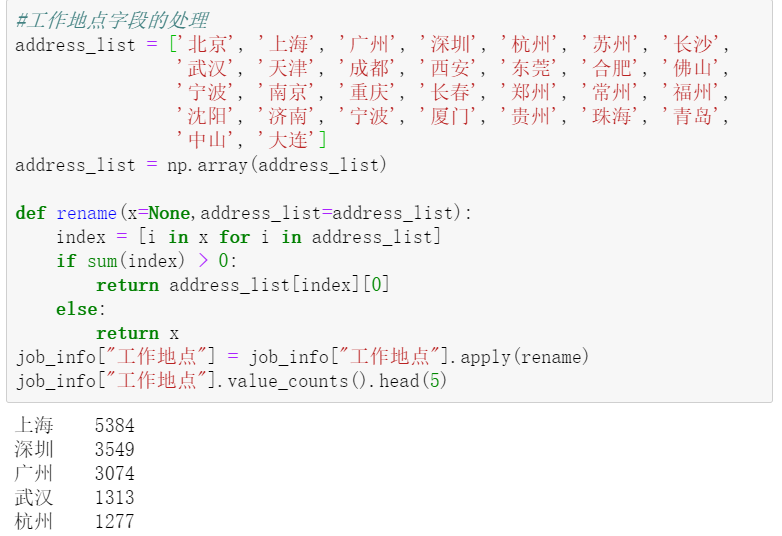 #工作地点字段的处理
address_list = ['北京', '上海', '广州', '深圳', '杭州', '苏州', '长沙',
                '武汉', '天津', '成都', '西安', '东莞', '合肥', '佛山',
                '宁波', '南京', '重庆', '长春', '郑州', '常州', '福州',
                '沈阳', '济南', '宁波', '厦门', '贵州', '珠海', '青岛',
                '中山', '大连']
address_list = np.array(address_list)

def rename(x=None,address_list=address_list):
    index = [i in x for i in address_list]
    if sum(index) > 0:
        return address_list[index][0]
    else:
        return x
job_info["工作地点"] = job_info["工作地点"].apply(rename)
job_info["工作地点"].value_counts().head(5)
上海    5384
深圳    3549
广州    3074
武汉    1313
杭州    1277